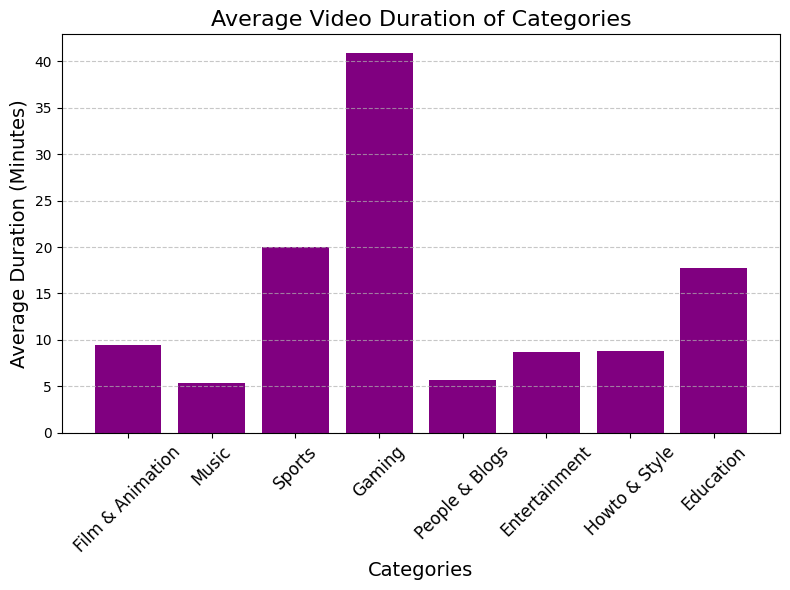 Average Video Duration of Categories
Average Duration (Minutes)
40
35
30
25
20
15
10
5
0
Film & Animation
Music
Sports
Gaming
People & Blogs
Entertainment
Howto & Style
Education
Categories